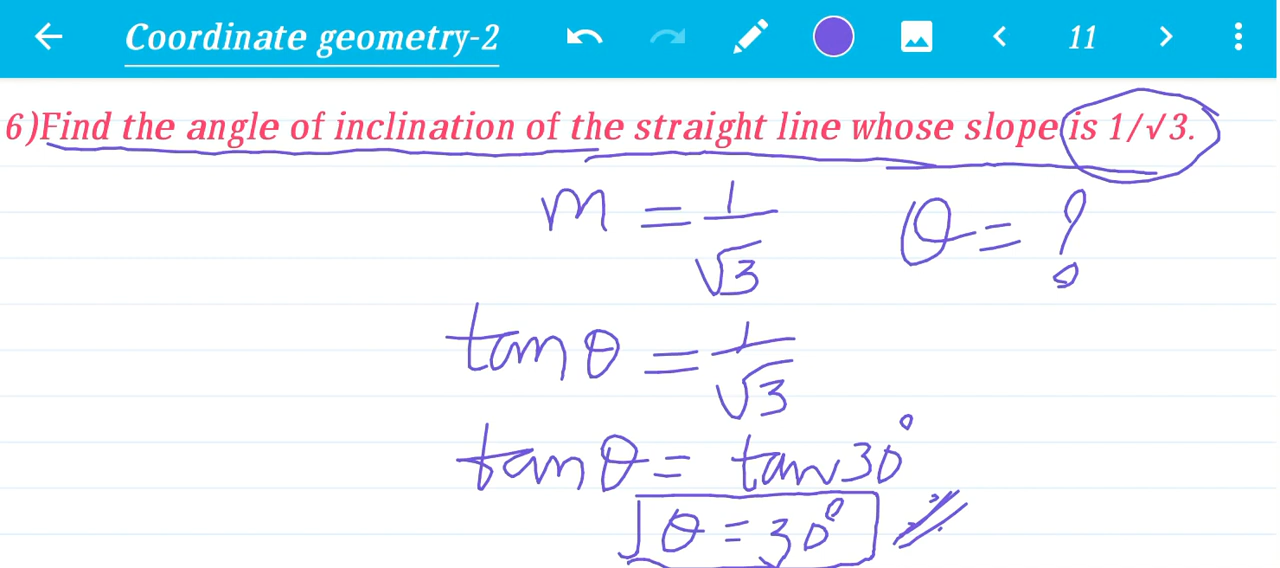 Coordinate geometry-2 11
6)Find the angle of inclination of the straight line whose slope is 1/√3.
m = 1/√3 θ = ?
tan θ = 1/√3
tan θ = tan 30°
θ = 30°